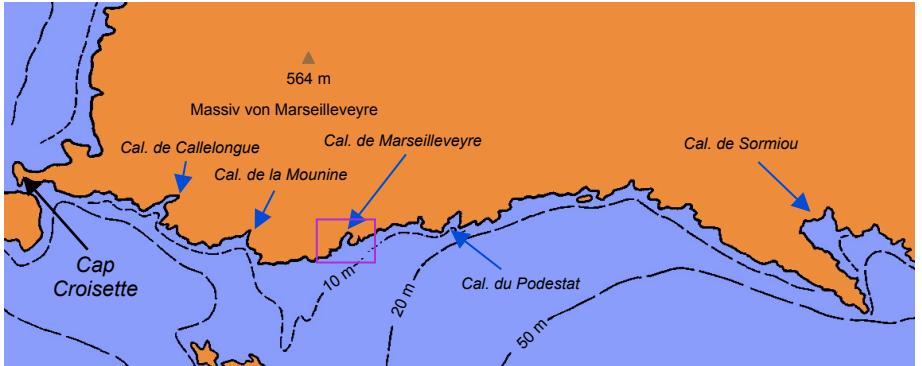 564 m
Massiv von Marseilleveyre
Cal. de Callelongue
Cal. de Marseilleveyre
Cal. de Sormiou
Cal. de la Mounine
Cap
Croisette
10 m
20 m
Cal. du Podestat
50 m